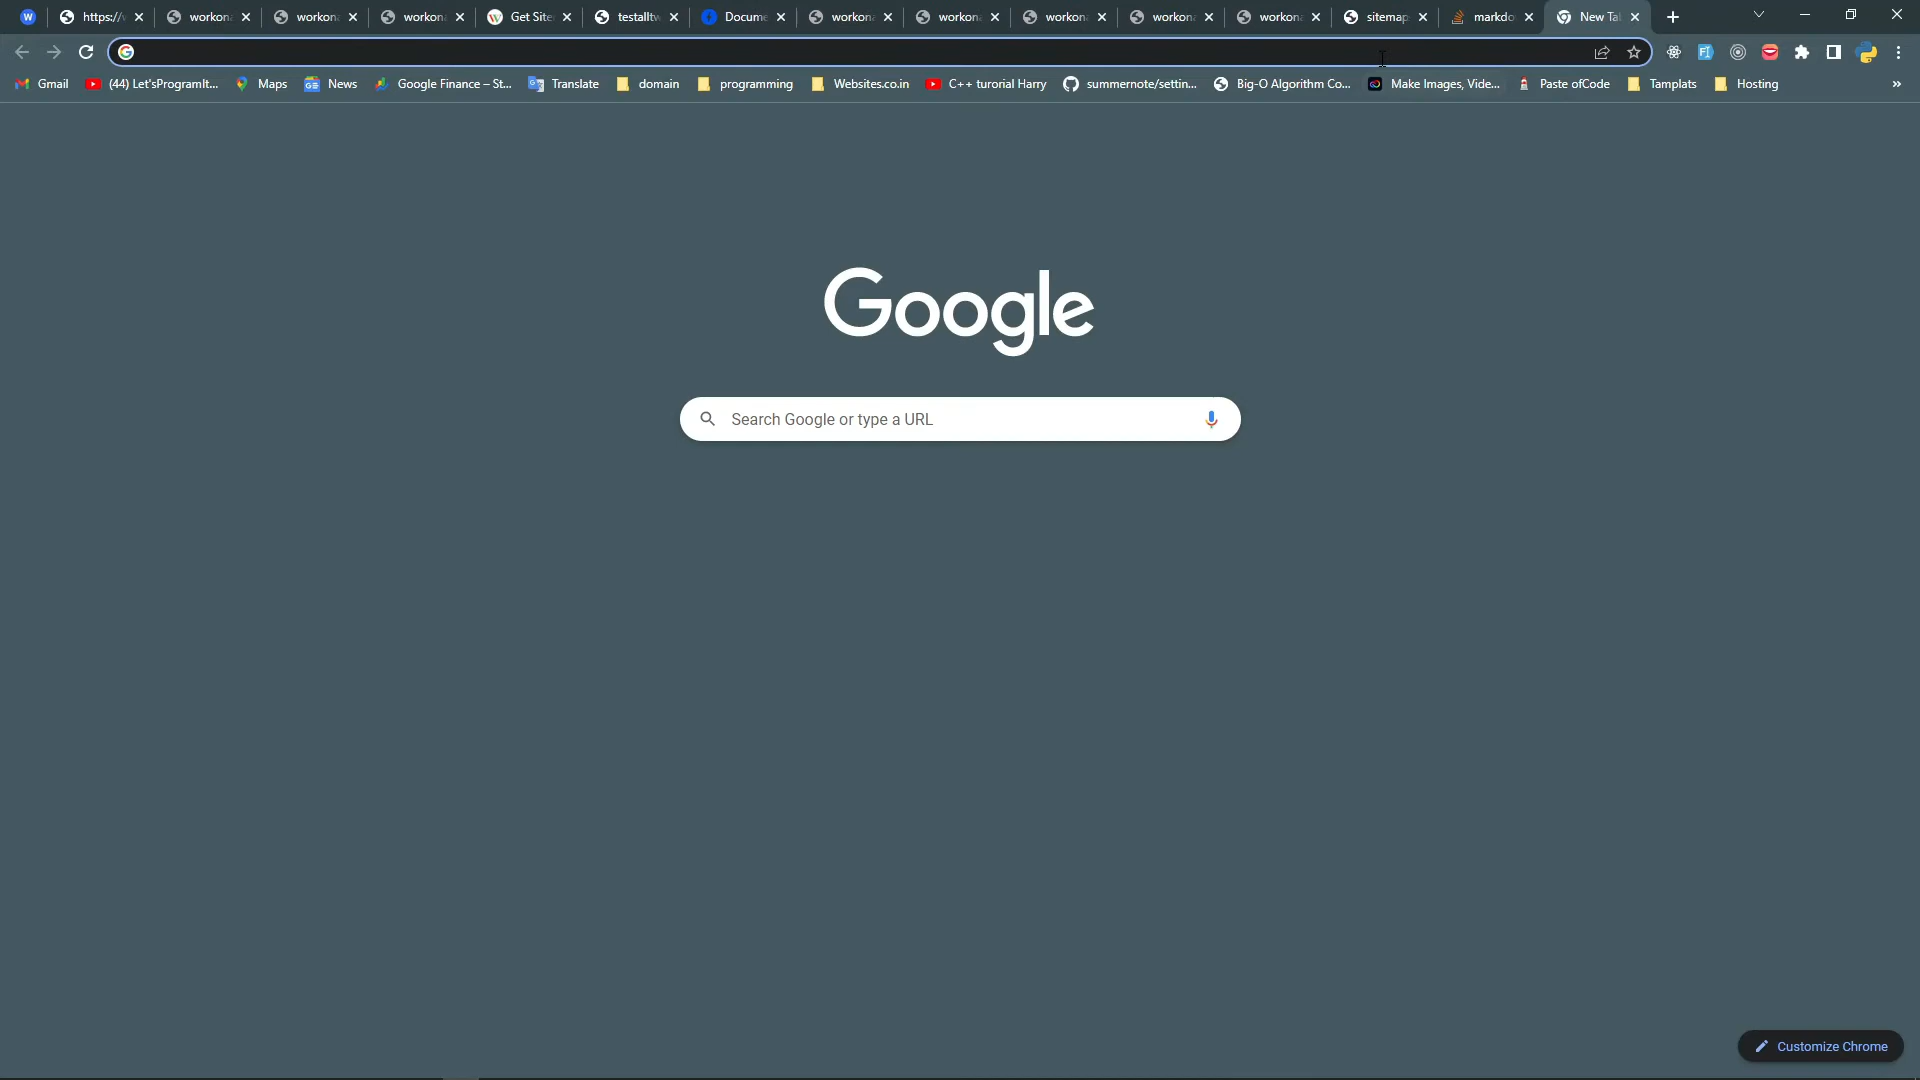 https:// workon workon workon Get Site testallt Docume workon workon workon workon workon sitemap markdo New Ta
Gmail (44) Let'sProgramIt... Maps News Google Finance – St... Translate domain programming Websites.co.in C++ turorial Harry summernote/settin... Big-O Algorithm Co... Make Images, Vide... Paste ofCode Tamplats Hosting »
Google
Search Google or type a URL
Customize Chrome